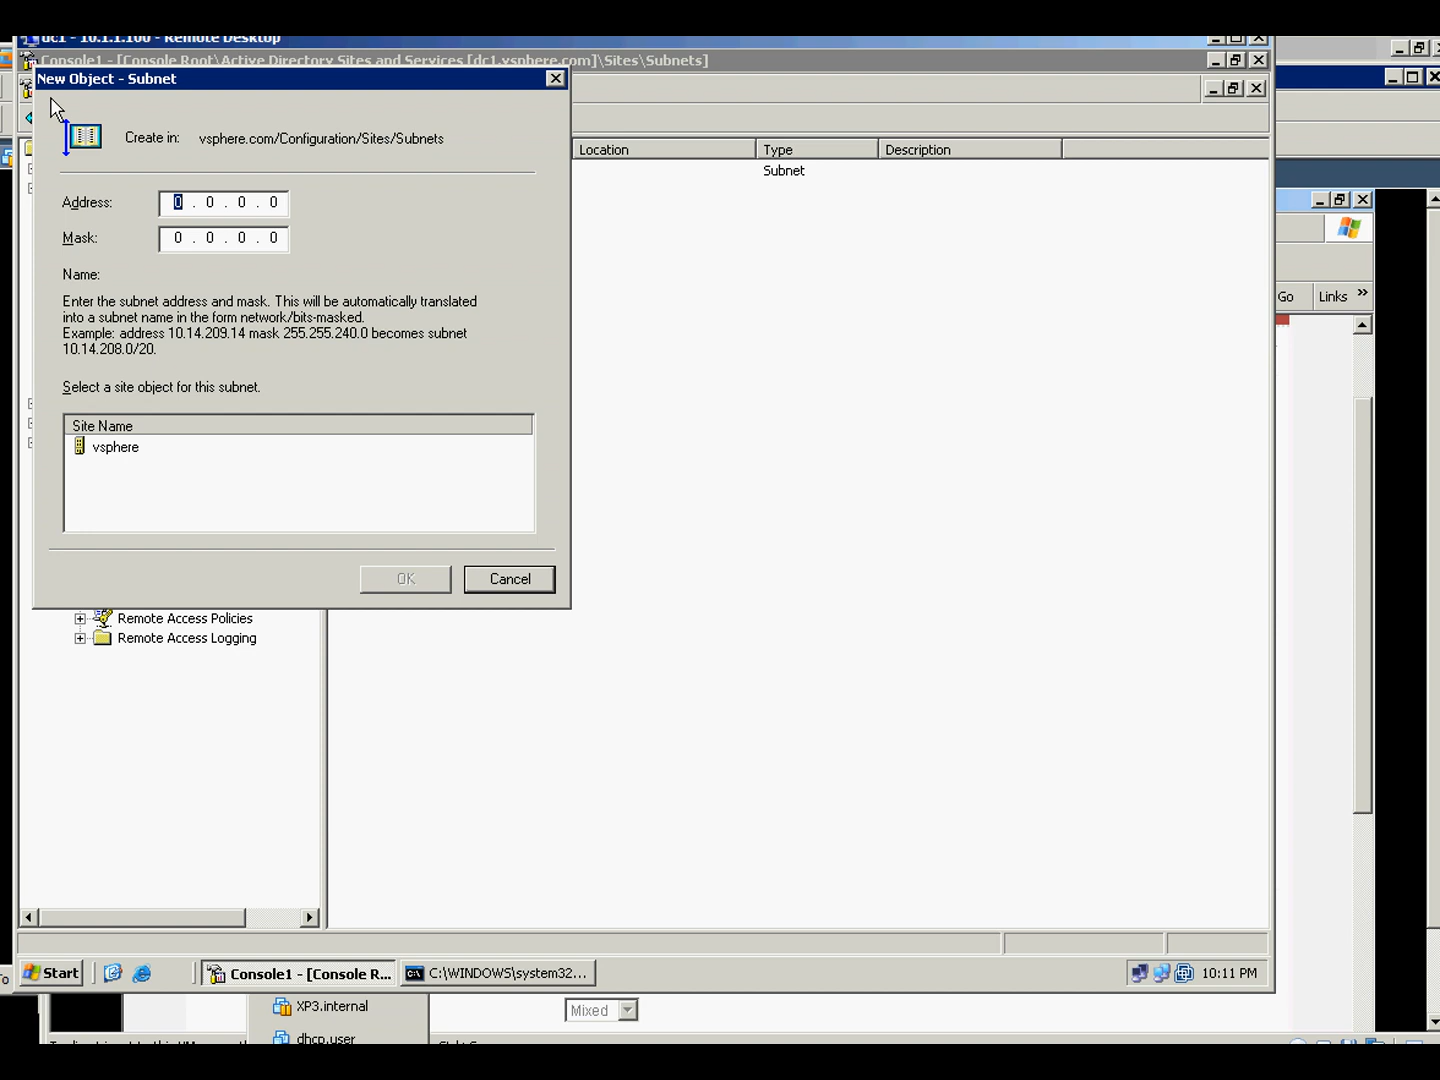 dc1 - 10.1.1.100 - Remote Desktop
Console1 - [Console Root\Active Directory Sites and Services [dc1.vsphere.com]\Sites\Subnets]
New Object - Subnet
Create in: vsphere.com/Configuration/Sites/Subnets
Location Type Description
Subnet
Address: 0 . 0 . 0 . 0
Mask: 0 . 0 . 0 . 0
Name:
Enter the subnet address and mask. This will be automatically translated
into a subnet name in the form network/bits-masked.
Example: address 10.14.209.14 mask 255.255.240.0 becomes subnet
10.14.208.0/20.
Go Links »
Select a site object for this subnet.
Site Name
vsphere
OK Cancel
Remote Access Policies
Remote Access Logging
Start Console1 - [Console R... C:\WINDOWS\system32... 10:11 PM
XP3.internal
Mixed
dhcp.user